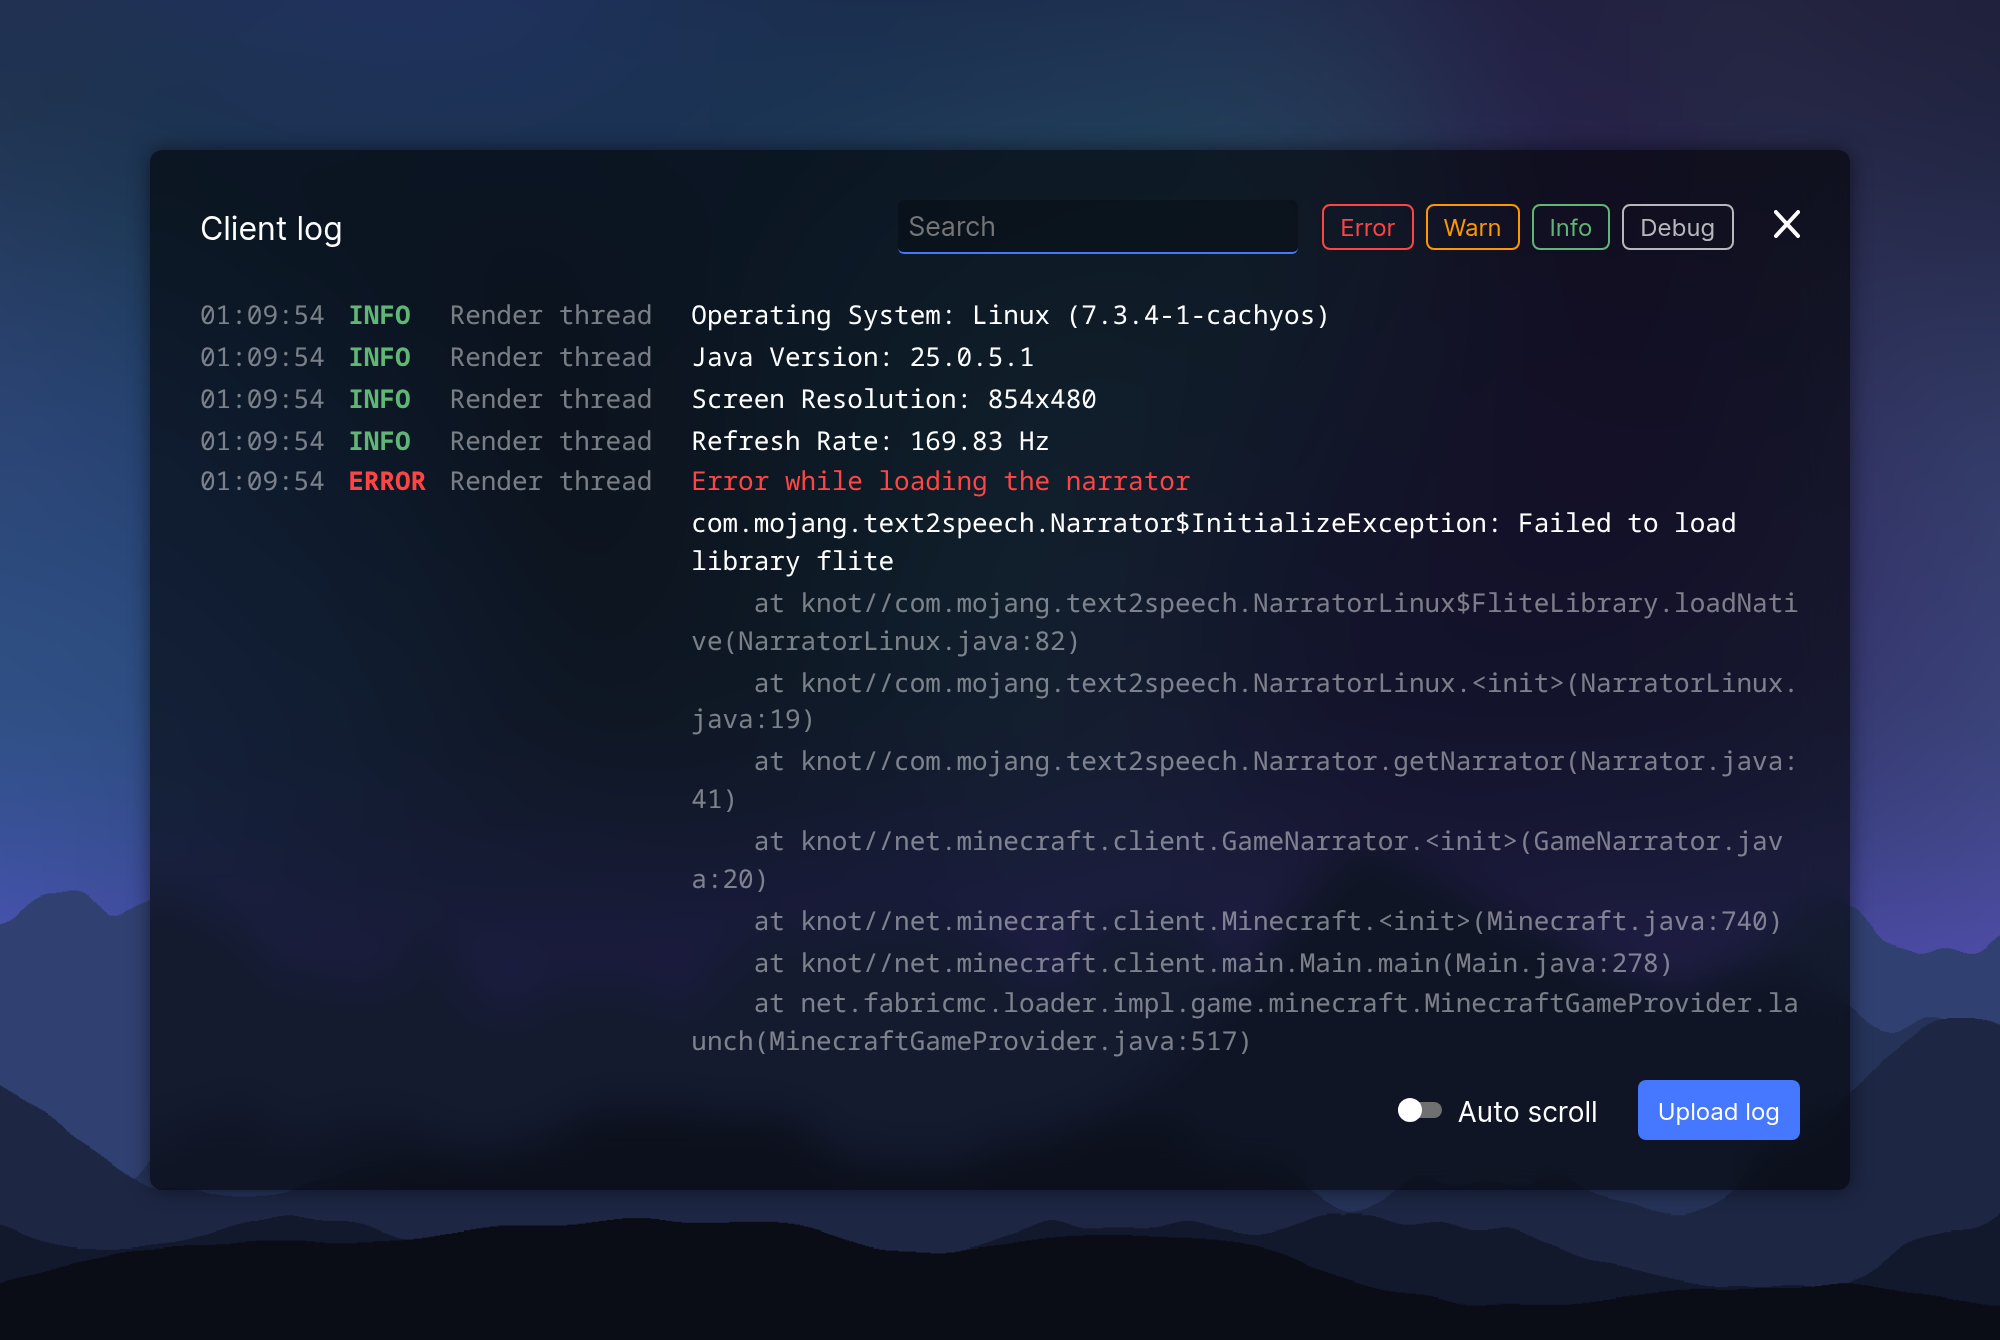 Client log
Search
Error
Warn
Info
Debug
01:09:54 INFO Render thread Operating System: Linux (7.3.4-1-cachyos)
01:09:54 INFO Render thread Java Version: 25.0.5.1
01:09:54 INFO Render thread Screen Resolution: 854x480
01:09:54 INFO Render thread Refresh Rate: 169.83 Hz
01:09:54 ERROR Render thread Error while loading the narrator
com.mojang.text2speech.Narrator$InitializeException: Failed to load
library flite
at knot//com.mojang.text2speech.NarratorLinux$FliteLibrary.loadNati
ve(NarratorLinux.java:82)
at knot//com.mojang.text2speech.NarratorLinux.<init>(NarratorLinux.
java:19)
at knot//com.mojang.text2speech.Narrator.getNarrator(Narrator.java:
41)
at knot//net.minecraft.client.GameNarrator.<init>(GameNarrator.jav
a:20)
at knot//net.minecraft.client.Minecraft.<init>(Minecraft.java:740)
at knot//net.minecraft.client.main.Main.main(Main.java:278)
at net.fabricmc.loader.impl.game.minecraft.MinecraftGameProvider.la
unch(MinecraftGameProvider.java:517)
Auto scroll
Upload log